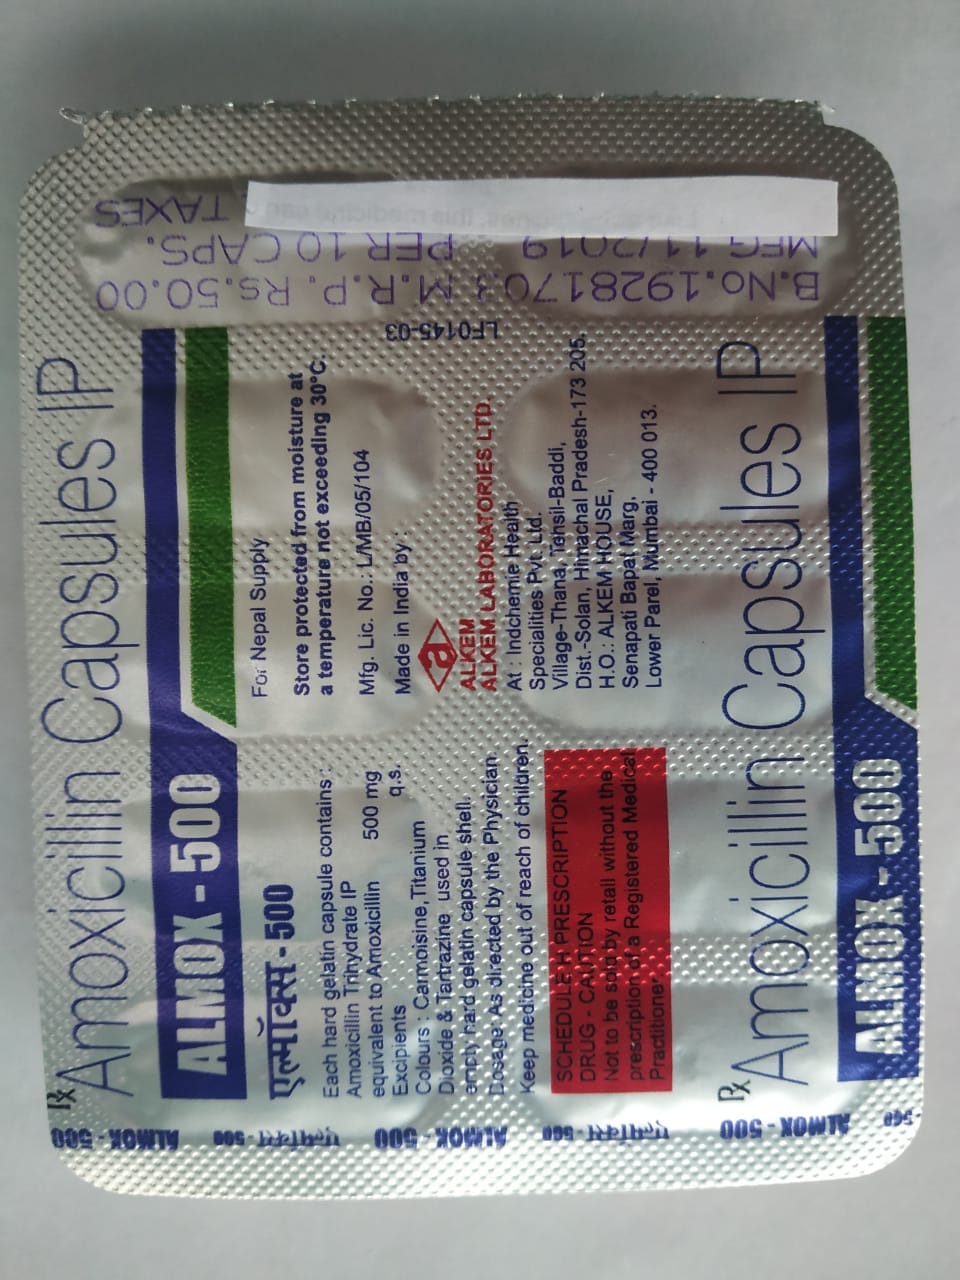 ℞
Amoxicillin Capsules IP
ALMOX - 500
एल्मॉक्स - 500
Each hard gelatin capsule contains :
Amoxicillin Trihydrate IP
equivalent to Amoxicillin 500 mg
Excipients q.s.
Colours : Carmoisine, Titanium
Dioxide & Tartrazine used in
empty hard gelatin capsule shell.
Dosage: As directed by the Physician.
Keep medicine out of reach of children.
SCHEDULE H PRESCRIPTION
DRUG - CAUTION
Not to be sold by retail without the
prescription of a Registered Medical
Practitioner
For Nepal Supply
Store protected from moisture at
a temperature not exceeding 30°C.
Mfg. Lic. No.: L/MB/05/104
Made in India by :
a
ALKEM
ALKEM LABORATORIES LTD.
At : Indchemie Health
Specialities Pvt. Ltd.
Village-Thana, Tehsil-Baddi,
Dist.-Solan, Himachal Pradesh-173 205.
H.O.: ALKEM HOUSE,
Senapati Bapat Marg,
Lower Parel, Mumbai - 400 013.
℞
Amoxicillin Capsules IP
ALMOX - 500
LF0145-03
B.No.1928170.3 M.R.P. Rs.50.00
MFG.11/2019 PER 10 CAPS.
TAXES
500 ALMOX - 500 एल्मॉक्स - 500 ALMOX - 500 एल्मॉक्स - 500 ALMOX - 500